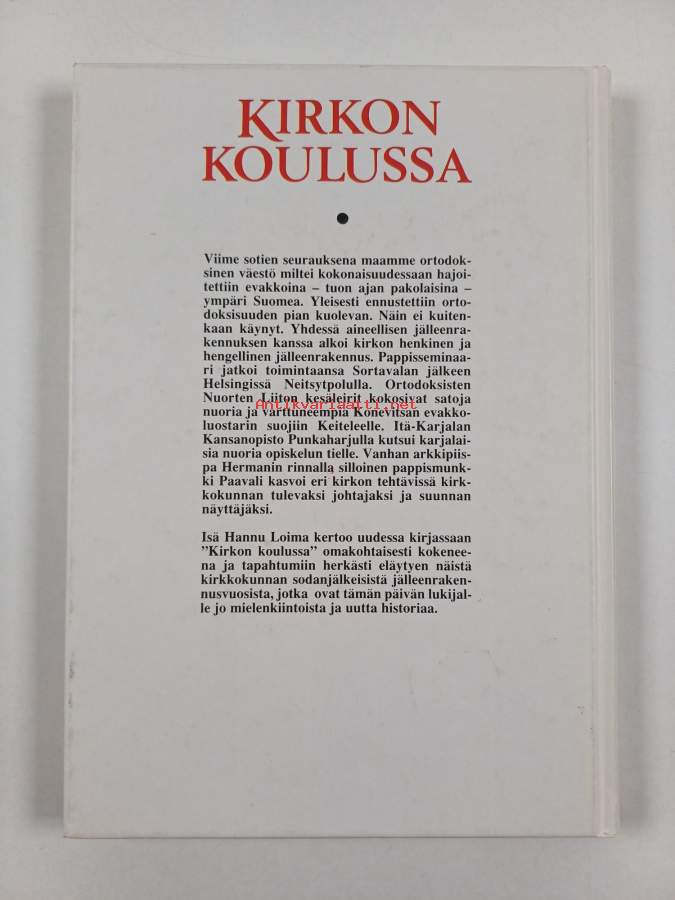 KIRKON
KOULUSSA
Viime sotien seurauksena maamme ortodok-
sinen väestö miltei kokonaisuudessaan hajoi-
tettiin evakkoina – tuon ajan pakolaisina –
ympäri Suomea. Yleisesti ennustettiin orto-
doksisuuden pian kuolevan. Näin ei kuiten-
kaan käynyt. Yhdessä aineellisen jälleenra-
kennuksen kanssa alkoi kirkon henkinen ja
hengellinen jälleenrakennus. Pappisseminaa-
ri jatkoi toimintaansa Sortavalan jälkeen
Helsingissä Neitsytpolulla. Ortodoksisten
Nuorten Liiton kesäleirit kokosivat satoja
Antikvariaatti.net
nuoria ja varttuneempia Konevitsan evakko-
luostarin suojiin Keiteleelle. Itä-Karjalan
Kansanopisto Punkaharjulla kutsui karjalai-
sia nuoria opiskelun tielle. Vanhan arkkipiis-
pa Hermanin rinnalla silloinen pappismunk-
ki Paavali kasvoi eri kirkon tehtävissä kirk-
kokunnan tulevaksi johtajaksi ja suunnan
näyttäjäksi.
Isä Hannu Loima kertoo uudessa kirjassaan
”Kirkon koulussa” omakohtaisesti kokenee-
na ja tapahtumiin herkästi eläytyen näistä
kirkkokunnan sodanjälkeisistä jälleenraken-
nusvuosista, jotka ovat tämän päivän lukijal-
le jo mielenkiintoista ja uutta historiaa.